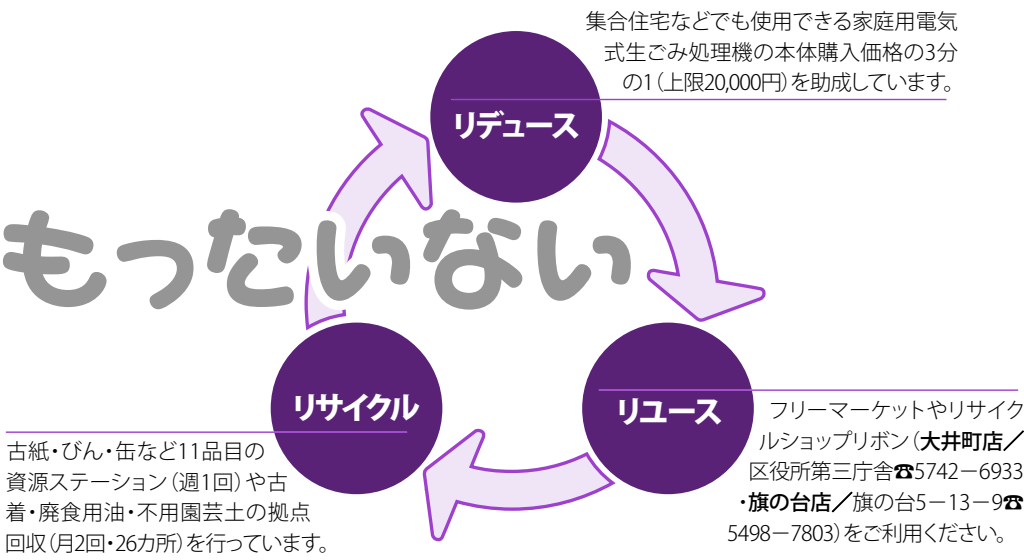 集合住宅などでも使用できる家庭用電気
式生ごみ処理機の本体購入価格の3分
の1（上限20,000円）を助成しています。
リデュース
もったいない
リサイクル
古紙・びん・缶など11品目の
資源ステーション（週1回）や古
着・廃食用油・不用園芸土の拠点
回収（月2回・26カ所）を行っています。
リユース
フリーマーケットやリサイク
ルショップリボン（大井町店／
区役所第三庁舎☎5742－6933
・旗の台店／旗の台5－13－9☎
5498－7803）をご利用ください。